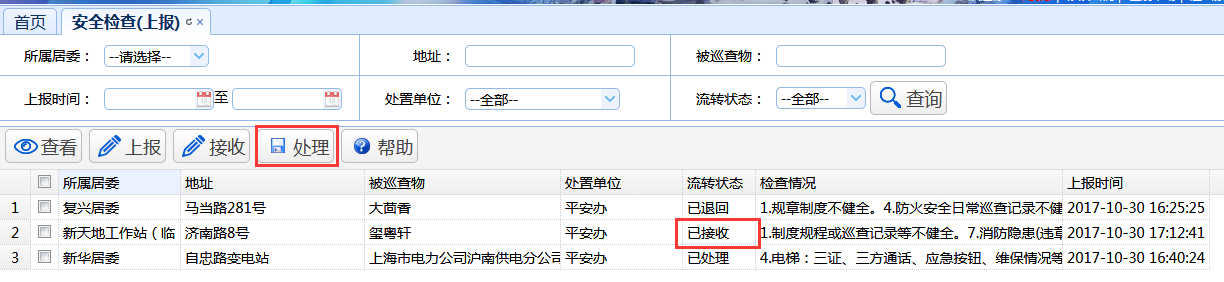 首页 安全检查(上报)
所属居委： --请选择-- 地址： 被巡查物：
上报时间： 至 处置单位： --全部-- 流转状态： --全部-- 查询
查看 上报 接收 处理 帮助
所属居委 地址 被巡查物 处置单位 流转状态 检查情况 上报时间
1 复兴居委 马当路281号 大茴香 平安办 已退回 1.规章制度不健全。4.防火安全日常巡查记录不健 2017-10-30 16:25:25
2 新天地工作站（临 济南路8号 玺粤轩 平安办 已接收 1.制度规程或巡查记录等不健全。7.消防隐患(违章 2017-10-30 17:12:41
3 新华居委 自忠路变电站 上海市电力公司沪南供电分公司 平安办 已处理 4.电梯：三证、三方通话、应急按钮、维保情况等 2017-10-30 16:40:24